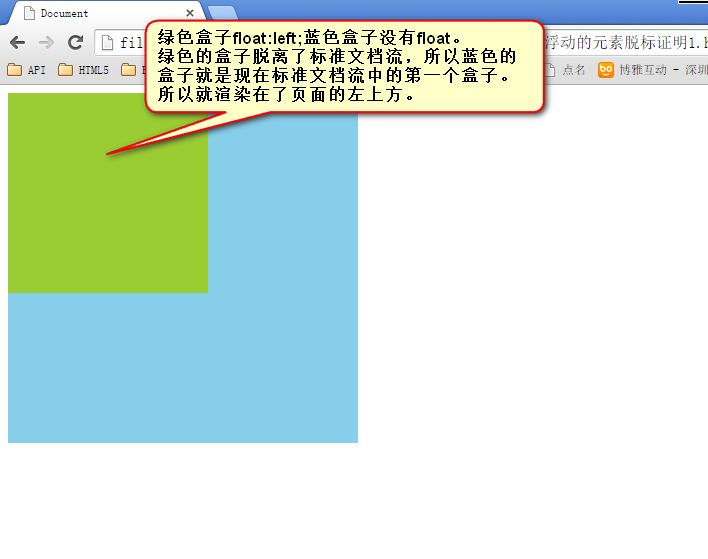 Document
绿色盒子float:left;蓝色盒子没有float。
绿色的盒子脱离了标准文档流，所以蓝色的
盒子就是现在标准文档流中的第一个盒子。
所以就渲染在了页面的左上方。
fil
浮动的元素脱标证明1.h
API
HTML5
点名
bo
博雅互动 - 深圳